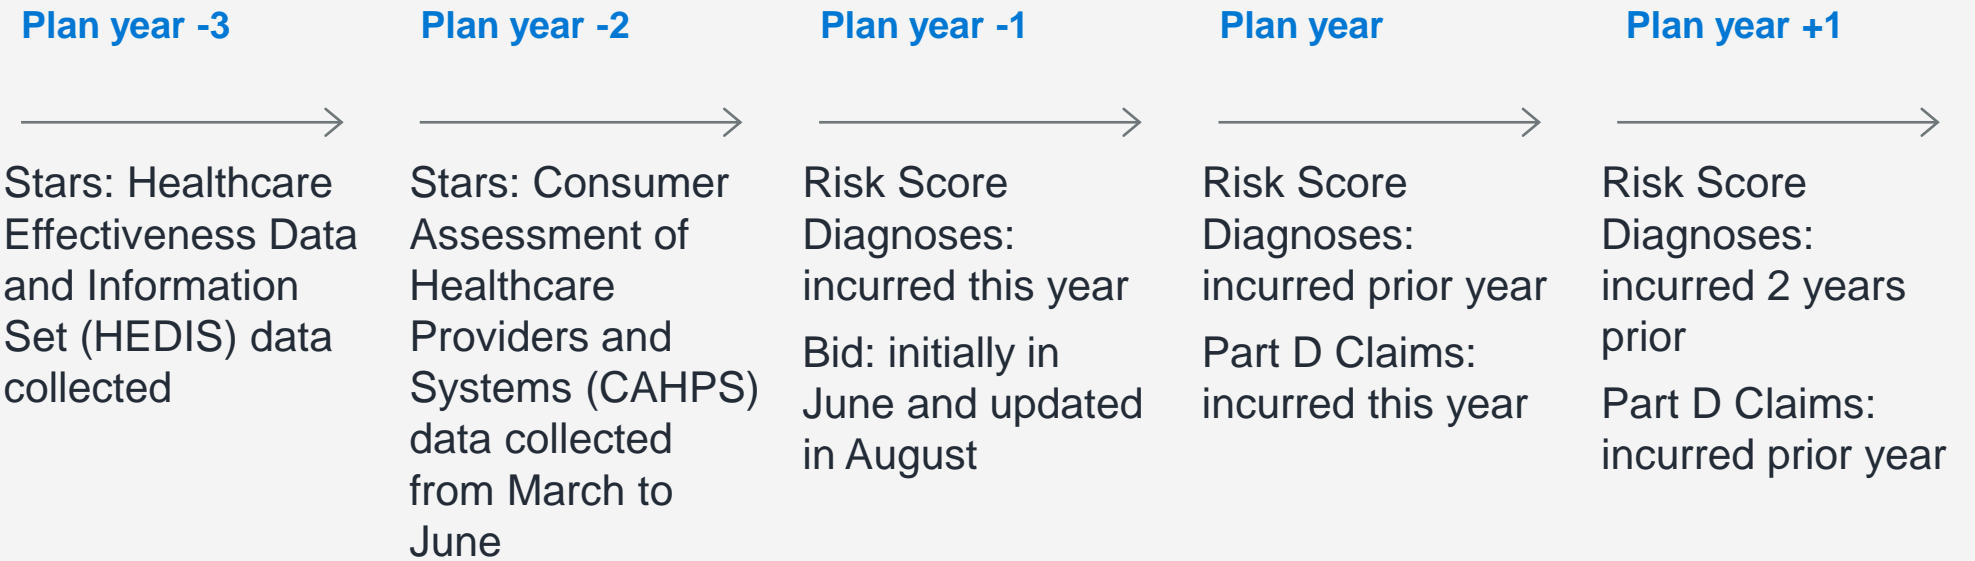 Plan year -3
Stars: Healthcare
Effectiveness Data
and Information
Set (HEDIS) data
collected
Plan year -2
Stars: Consumer
Assessment of
Healthcare
Providers and
Systems (CAHPS)
data collected
from March to
June
Plan year -1
Risk Score
Diagnoses:
incurred this year
Bid: initially in
June and updated
in August
Plan year
Risk Score
Diagnoses:
incurred prior year
Part D Claims:
incurred this year
Plan year +1
Risk Score
Diagnoses:
incurred 2 years
prior
Part D Claims:
incurred prior year